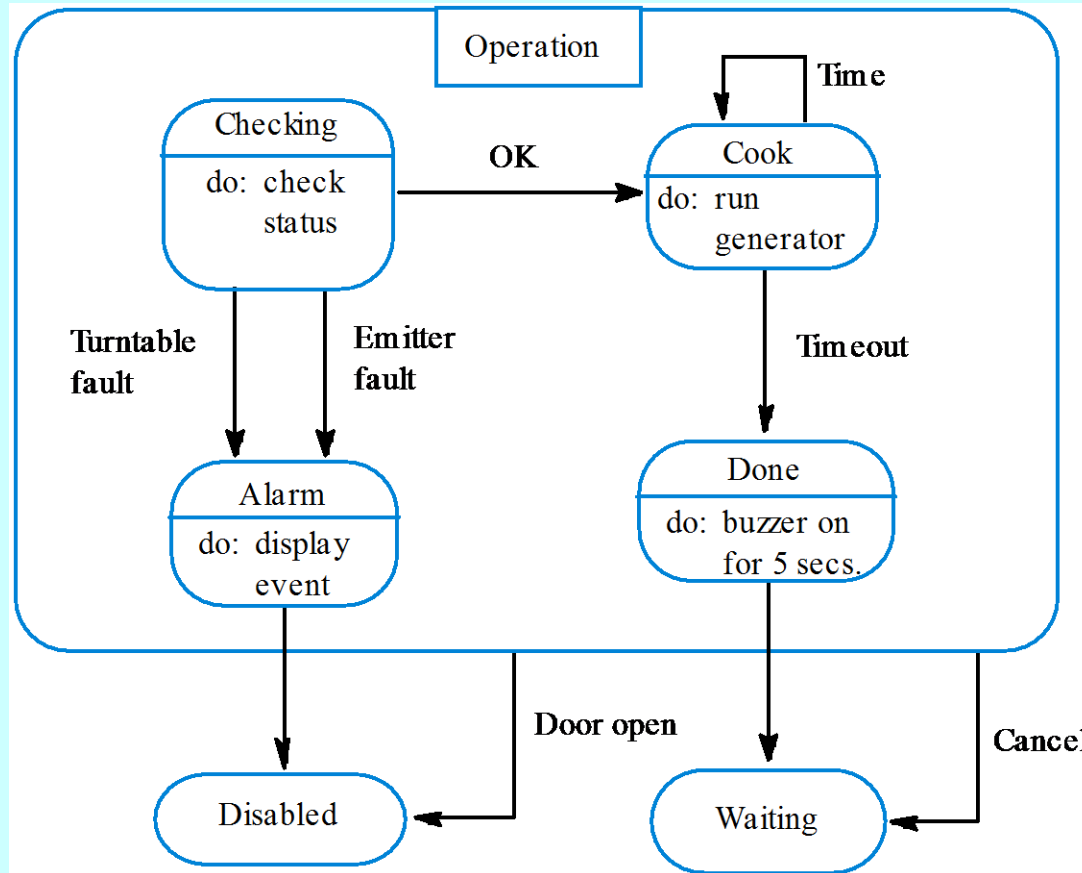 Operation
Time
Checking
Cook
OK
do: check
status
do: run
generator
Turntable
fault
Emitter
fault
Timeout
Alarm
do: display
event
Done
do: buzzer on
for 5 secs.
Door open
Cancel
Disabled
Waiting